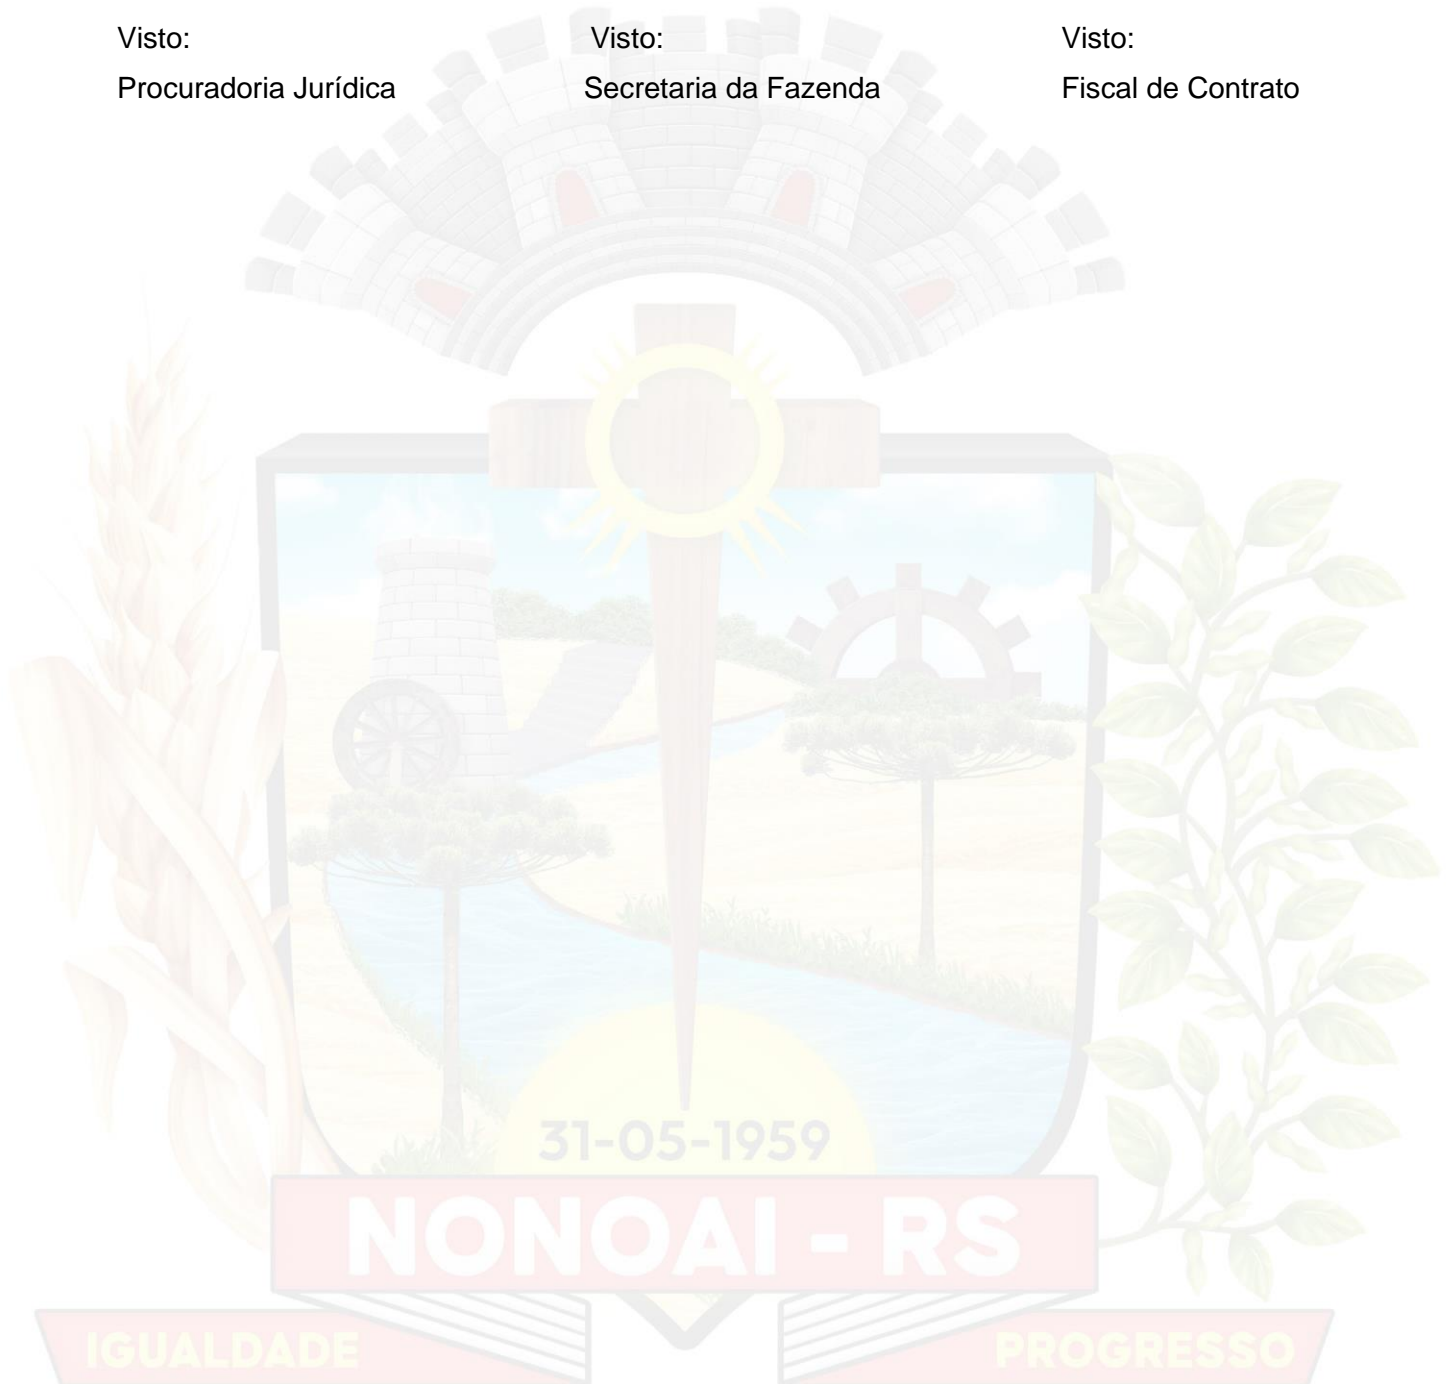 Visto: Visto: Visto:
Procuradoria Jurídica Secretaria da Fazenda Fiscal de Contrato
31-05-1959
NONOAI - RS
IGUALDADE PROGRESSO